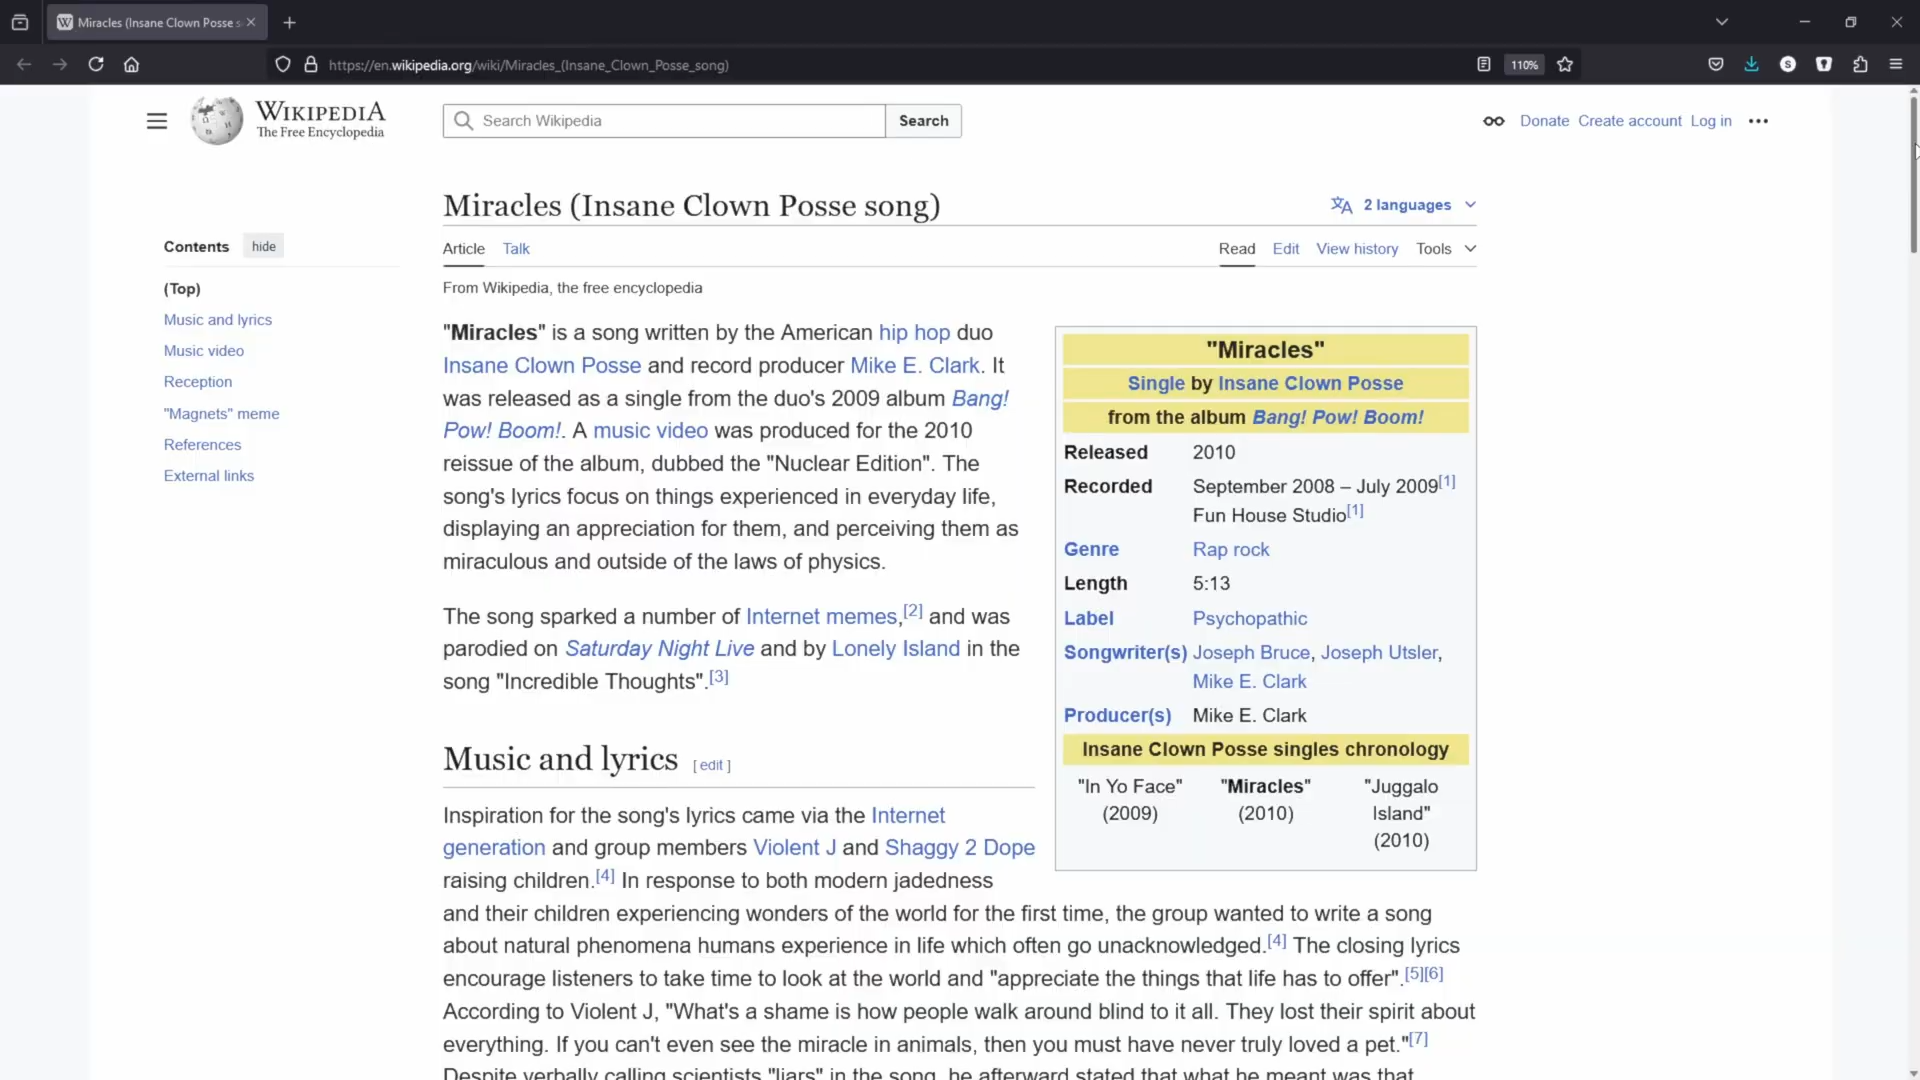 Miracles (Insane Clown Posse s
https://en.wikipedia.org/wiki/Miracles_(Insane_Clown_Posse_song)
110%
S
WIKIPEDIA
The Free Encyclopedia
Search Wikipedia
Search
Donate Create account Log in
Miracles (Insane Clown Posse song)
2 languages
Contents hide
(Top)
Music and lyrics
Music video
Reception
"Magnets" meme
References
External links
Article Talk
Read Edit View history Tools
From Wikipedia, the free encyclopedia
"Miracles" is a song written by the American hip hop duo
Insane Clown Posse and record producer Mike E. Clark. It
was released as a single from the duo's 2009 album Bang!
Pow! Boom!. A music video was produced for the 2010
reissue of the album, dubbed the "Nuclear Edition". The
song's lyrics focus on things experienced in everyday life,
displaying an appreciation for them, and perceiving them as
miraculous and outside of the laws of physics.
The song sparked a number of Internet memes,[2] and was
parodied on Saturday Night Live and by Lonely Island in the
song "Incredible Thoughts".[3]
"Miracles"
Single by Insane Clown Posse
from the album Bang! Pow! Boom!
Released 2010
Recorded September 2008 – July 2009[1]
Fun House Studio[1]
Genre Rap rock
Length 5:13
Label Psychopathic
Songwriter(s) Joseph Bruce, Joseph Utsler,
Mike E. Clark
Producer(s) Mike E. Clark
Insane Clown Posse singles chronology
"In Yo Face" "Miracles" "Juggalo
(2009) (2010) Island"
(2010)
Music and lyrics [ edit ]
Inspiration for the song's lyrics came via the Internet
generation and group members Violent J and Shaggy 2 Dope
raising children.[4] In response to both modern jadedness
and their children experiencing wonders of the world for the first time, the group wanted to write a song
about natural phenomena humans experience in life which often go unacknowledged.[4] The closing lyrics
encourage listeners to take time to look at the world and "appreciate the things that life has to offer".[5][6]
According to Violent J, "What's a shame is how people walk around blind to it all. They lost their spirit about
everything. If you can't even see the miracle in animals, then you must have never truly loved a pet."[7]
Despite verbally calling scientists "liars" in the song, he afterward stated that what he meant was that